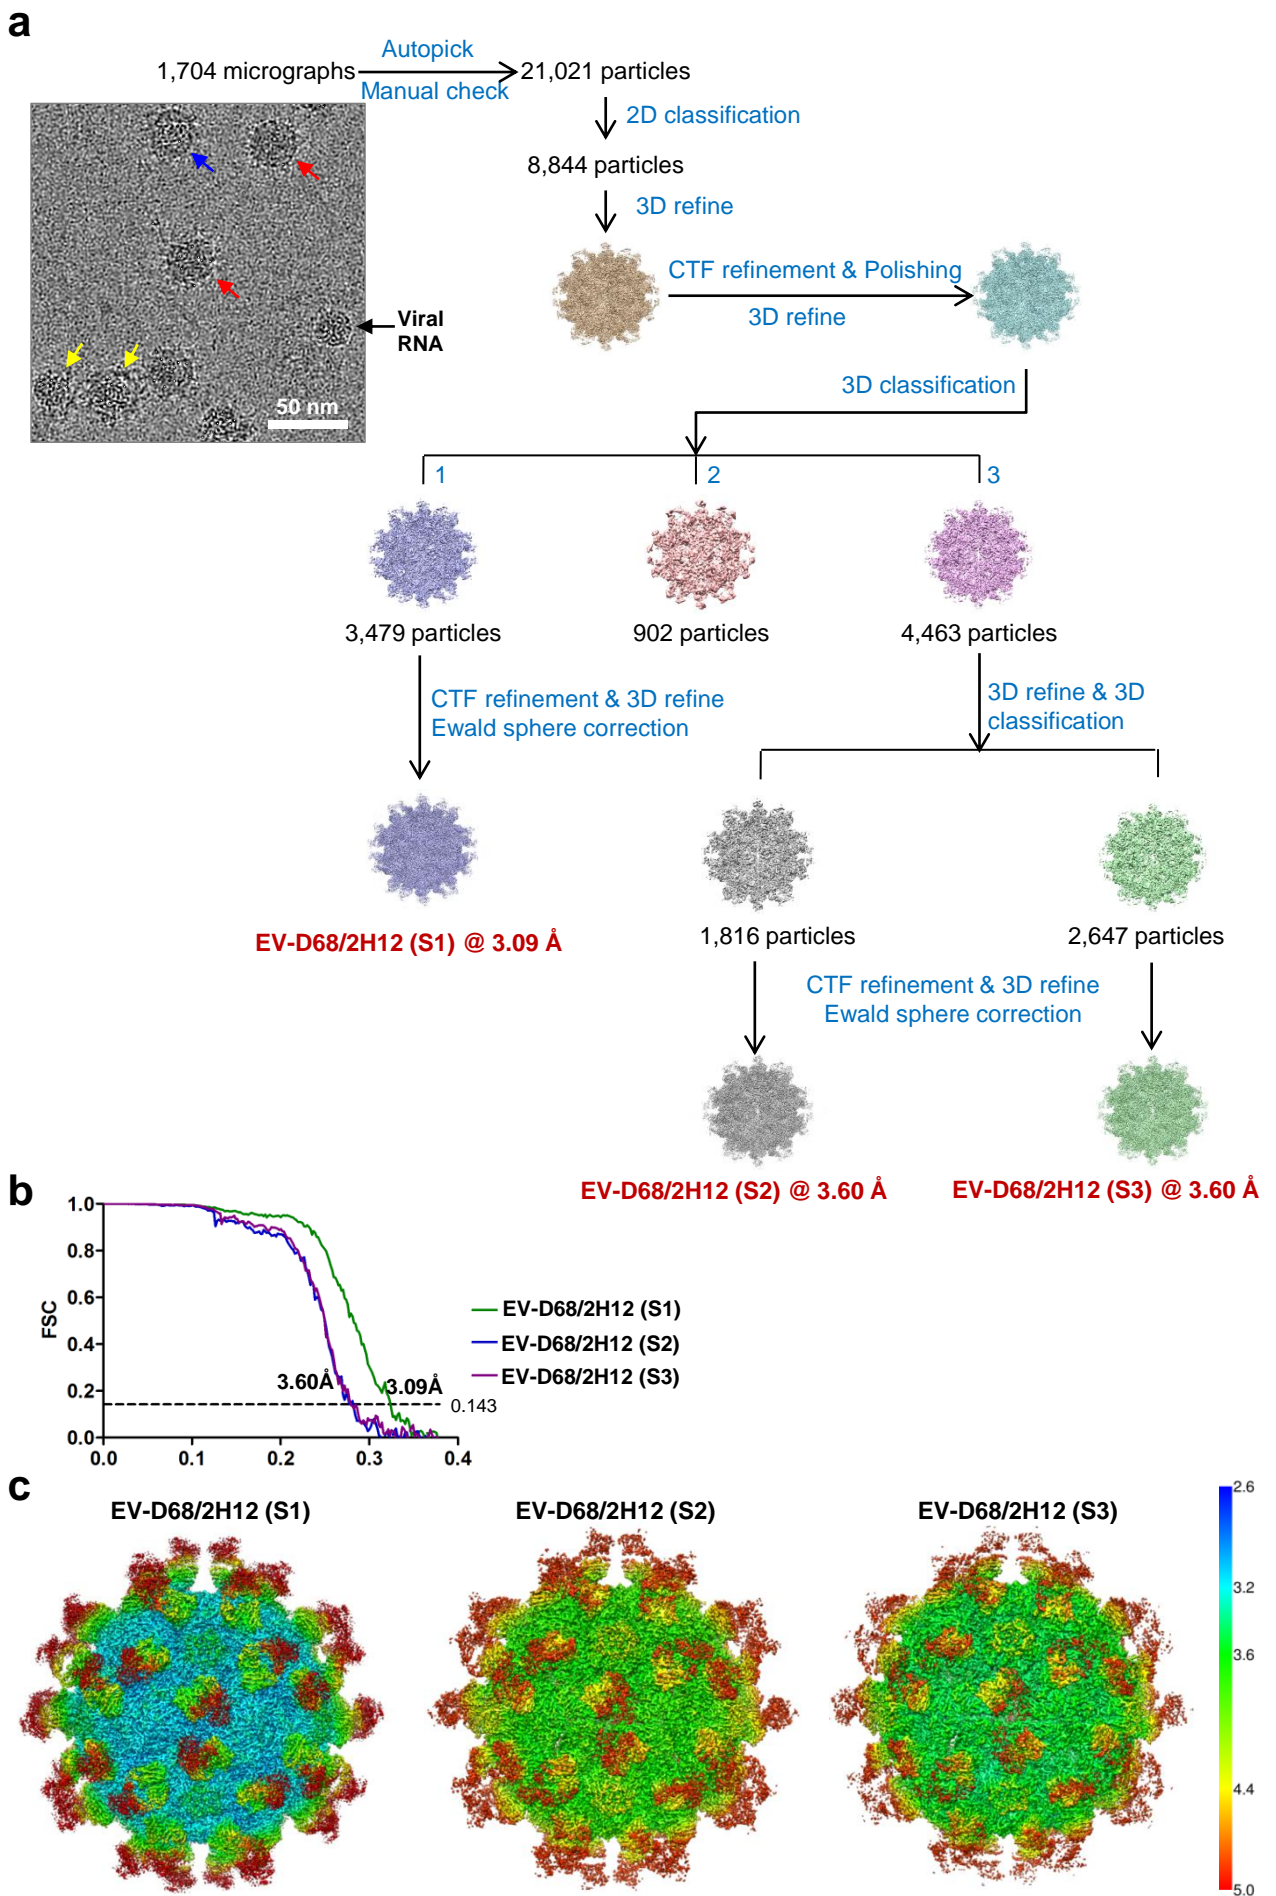 a
1,704 micrographs
Autopick
Manual check
21,021 particles
2D classification
8,844 particles
3D refine
CTF refinement & Polishing
3D refine
Viral
RNA
50 nm
3D classification
1
2
3
3,479 particles
902 particles
4,463 particles
CTF refinement & 3D refine
Ewald sphere correction
3D refine & 3D
classification
EV-D68/2H12 (S1) @ 3.09 Å
1,816 particles
2,647 particles
CTF refinement & 3D refine
Ewald sphere correction
EV-D68/2H12 (S2) @ 3.60 Å
EV-D68/2H12 (S3) @ 3.60 Å
b
FSC
1.0
0.8
0.6
0.4
0.2
0.0
0.0
0.1
0.2
0.3
0.4
3.60Å
3.09Å
0.143
EV-D68/2H12 (S1)
EV-D68/2H12 (S2)
EV-D68/2H12 (S3)
c
EV-D68/2H12 (S1)
EV-D68/2H12 (S2)
EV-D68/2H12 (S3)
2.6
3.2
3.6
4.4
5.0